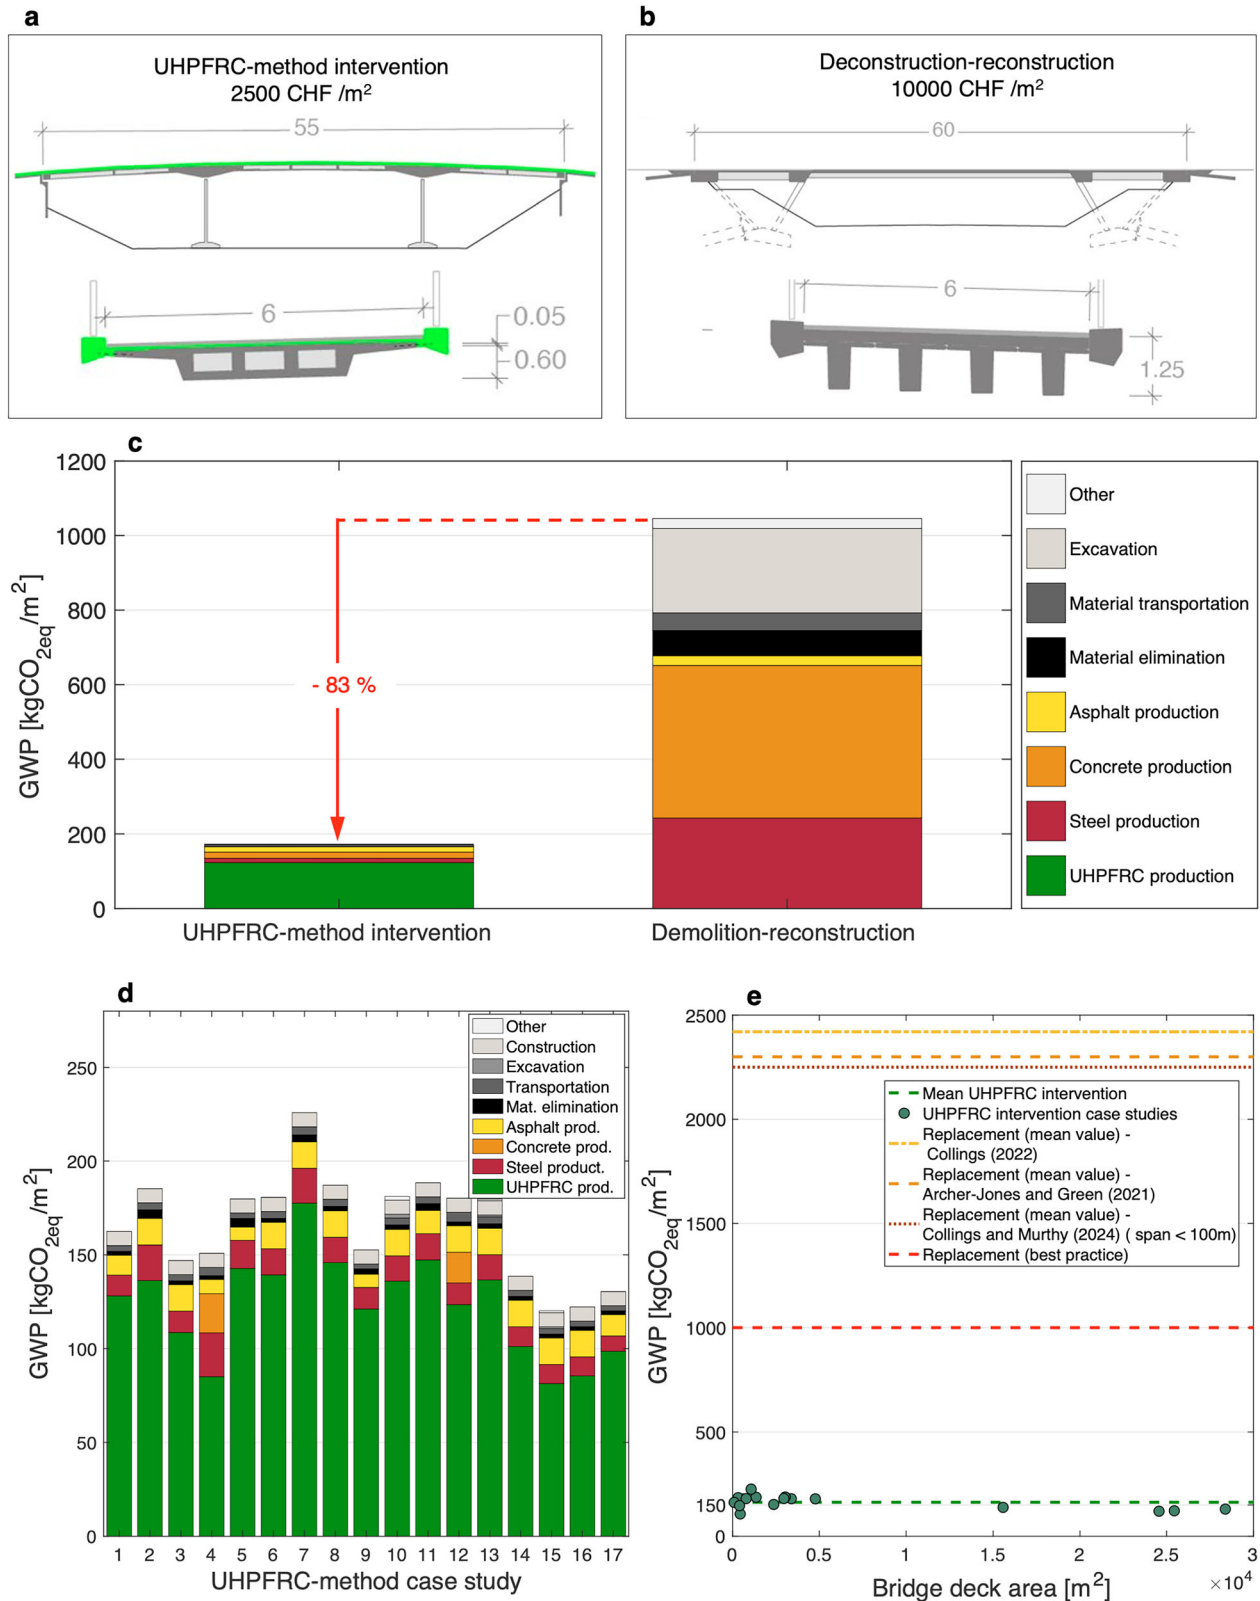 a
UHPFRC-method intervention
2500 CHF /m²
55
6
0.05
0.60
b
Deconstruction-reconstruction
10000 CHF /m²
60
6
1.25
c
1200
1000
800
600
400
200
0
GWP [kgCO2eq/m²]
- 83 %
UHPFRC-method intervention
Demolition-reconstruction
Other
Excavation
Material transportation
Material elimination
Asphalt production
Concrete production
Steel production
UHPFRC production
d
250
200
150
100
50
0
GWP [kgCO2eq/m²]
Other
Construction
Excavation
Transportation
Mat. elimination
Asphalt prod.
Concrete prod.
Steel product.
UHPFRC prod.
1 2 3 4 5 6 7 8 9 10 11 12 13 14 15 16 17
UHPFRC-method case study
e
2500
2000
1500
1000
500
150
0
GWP [kgCO2eq/m²]
Mean UHPFRC intervention
UHPFRC intervention case studies
Replacement (mean value) -
Collings (2022)
Replacement (mean value) -
Archer-Jones and Green (2021)
Replacement (mean value) -
Collings and Murthy (2024) ( span < 100m)
Replacement (best practice)
0 0.5 1 1.5 2 2.5 3
×10⁴
Bridge deck area [m²]